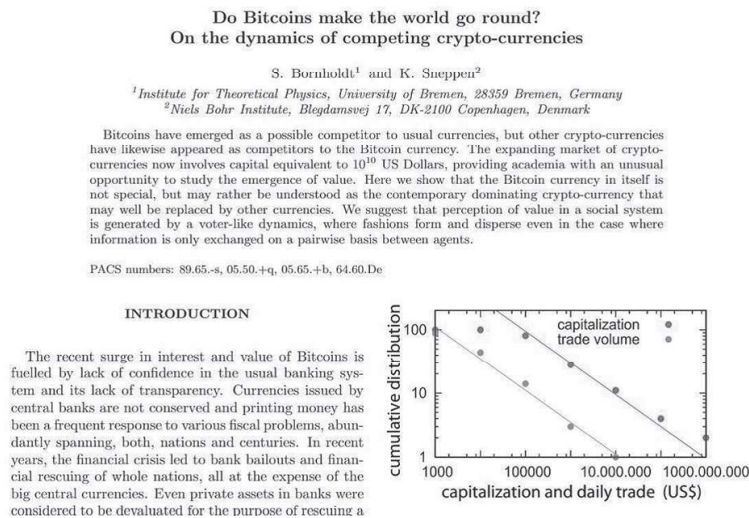 Do Bitcoins make the world go round?
On the dynamics of competing crypto-currencies
S. Bornholdt¹ and K. Sneppen²
¹Institute for Theoretical Physics, University of Bremen, 28359 Bremen, Germany
²Niels Bohr Institute, Blegdamsvej 17, DK-2100 Copenhagen, Denmark
Bitcoins have emerged as a possible competitor to usual currencies, but other crypto-currencies
have likewise appeared as competitors to the Bitcoin currency. The expanding market of crypto-
currencies now involves capital equivalent to 10¹⁰ US Dollars, providing academia with an unusual
opportunity to study the emergence of value. Here we show that the Bitcoin currency in itself is
not special, but may rather be understood as the contemporary dominating crypto-currency that
may well be replaced by other currencies. We suggest that perception of value in a social system
is generated by a voter-like dynamics, where fashions form and disperse even in the case where
information is only exchanged on a pairwise basis between agents.
PACS numbers: 89.65.-s, 05.50.+q, 05.65.+b, 64.60.De
INTRODUCTION
The recent surge in interest and value of Bitcoins is
fuelled by lack of confidence in the usual banking sys-
tem and its lack of transparency. Currencies issued by
central banks are not conserved and printing money has
been a frequent response to various fiscal problems, abun-
dantly spanning, both, nations and centuries. In recent
years, the financial crisis led to bank bailouts and finan-
cial rescuing of whole nations, all at the expense of the
big central currencies. Even private assets in banks were
considered to be devaluated for the purpose of rescuing a
cumulative distribution
100
10
1
capitalization
trade volume
1000 100000 10.000.000 1000.000.000
capitalization and daily trade (US$)